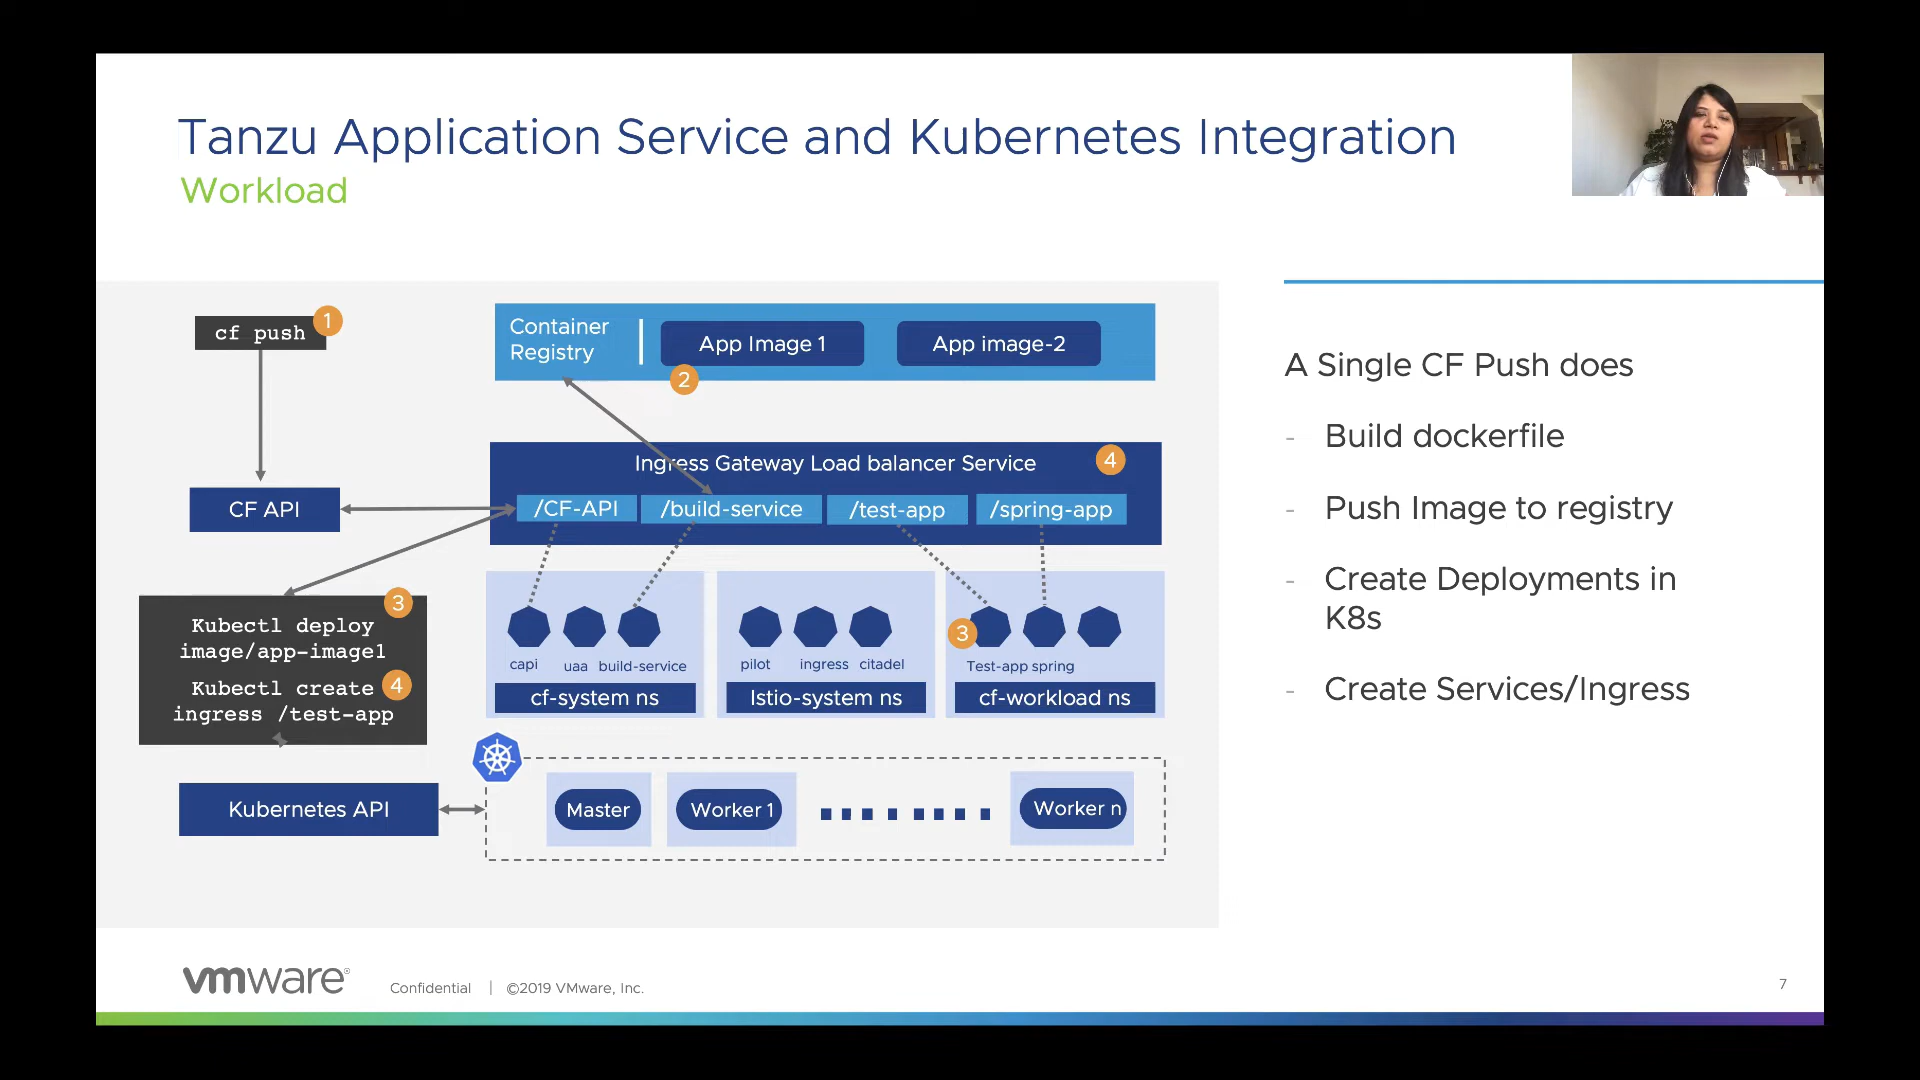 Tanzu Application Service and Kubernetes Integration
Workload
cf push
1
Container
Registry
App Image 1
App image-2
2
Ingress Gateway Load balancer Service
4
CF API
/CF-API
/build-service
/test-app
/spring-app
3
Kubectl deploy
image/app-image1
Kubectl create
4
ingress /test-app
capi
uaa
build-service
cf-system ns
pilot
ingress
citadel
Istio-system ns
3
Test-app
spring
cf-workload ns
Kubernetes API
Master
Worker 1
Worker n
A Single CF Push does
- Build dockerfile
- Push Image to registry
- Create Deployments in
K8s
- Create Services/Ingress
vmware®
Confidential | ©2019 VMware, Inc.
7